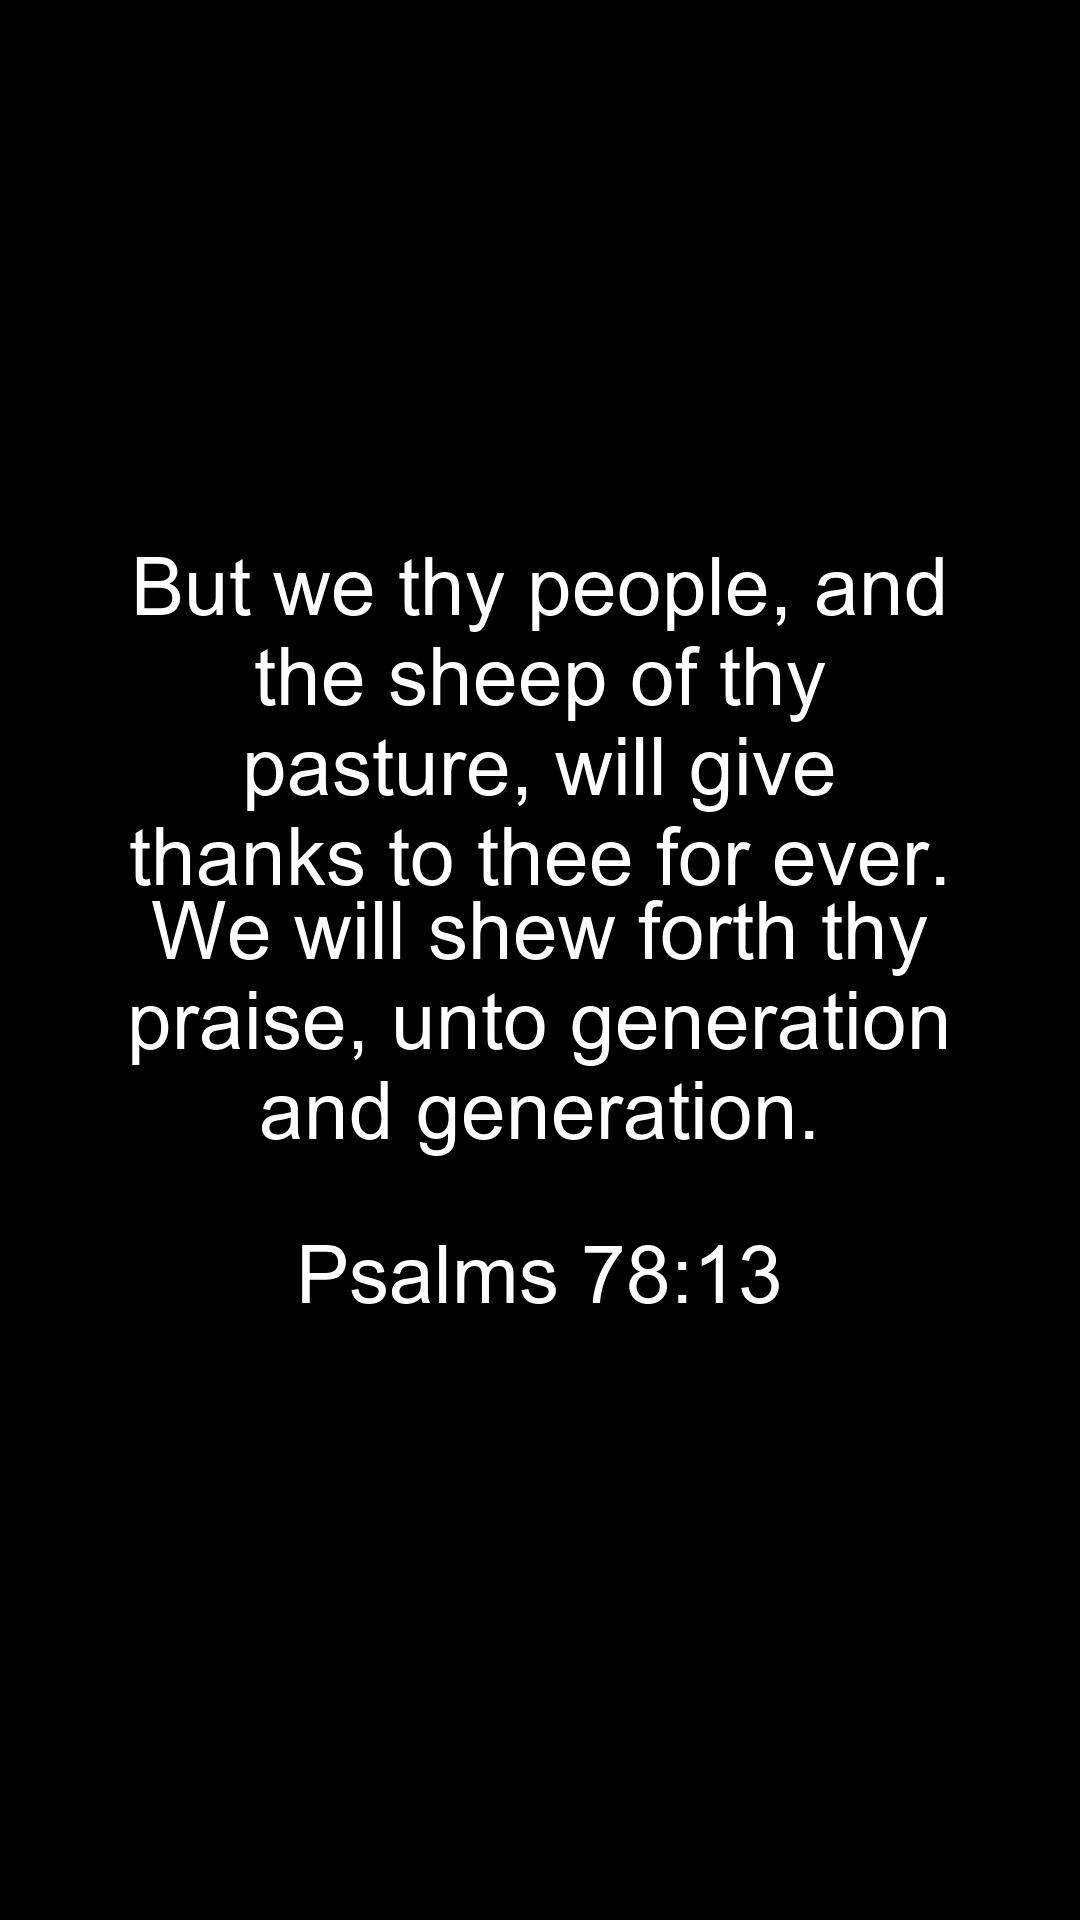 But we thy people, and
the sheep of thy
pasture, will give
thanks to thee for ever.
We will shew forth thy
praise, unto generation
and generation.
Psalms 78:13